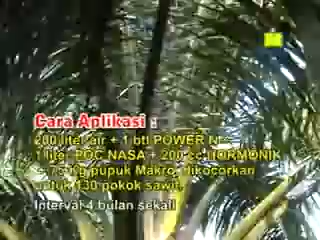 Cara Aplikasi :
200 liter air + 1 btl POWER N
1 liter POC NASA + 200 cc HORMONIK
kg pupuk Makro, dikocorkan
untuk 130 pokok sawit.
Interval 4 bulan sekali